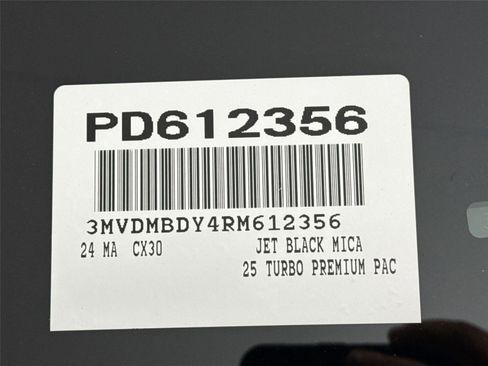 PD612356
3MVDMBDY4RM612356
24 MA CX30 JET BLACK MICA
25 TURBO PREMIUM PAC